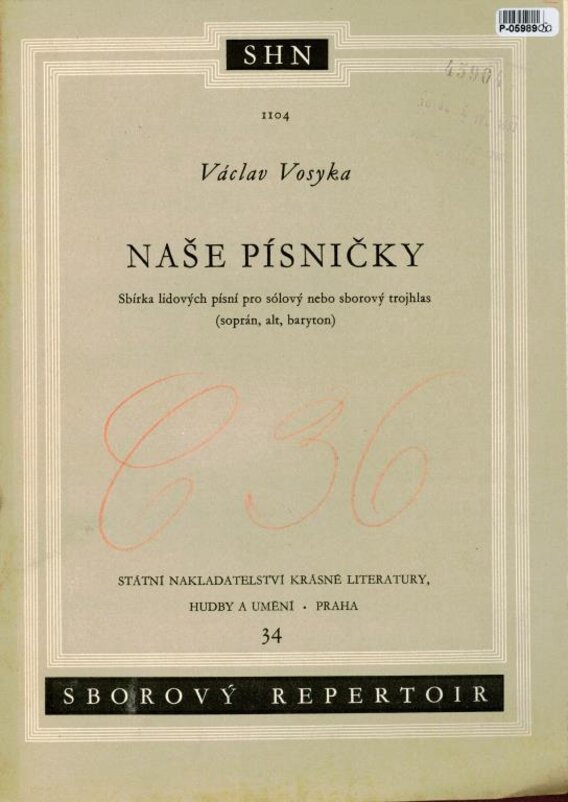 P-05989
SHN
1104
Václav Vosyka
NAŠE PÍSNIČKY
Sbírka lidových písní pro sólový nebo sborový trojhlas
(soprán, alt, baryton)
C 36
STÁTNÍ NAKLADATELSTVÍ KRÁSNÉ LITERATURY,
HUDBY A UMĚNÍ · PRAHA
34
SBOROVÝ REPERTOIR